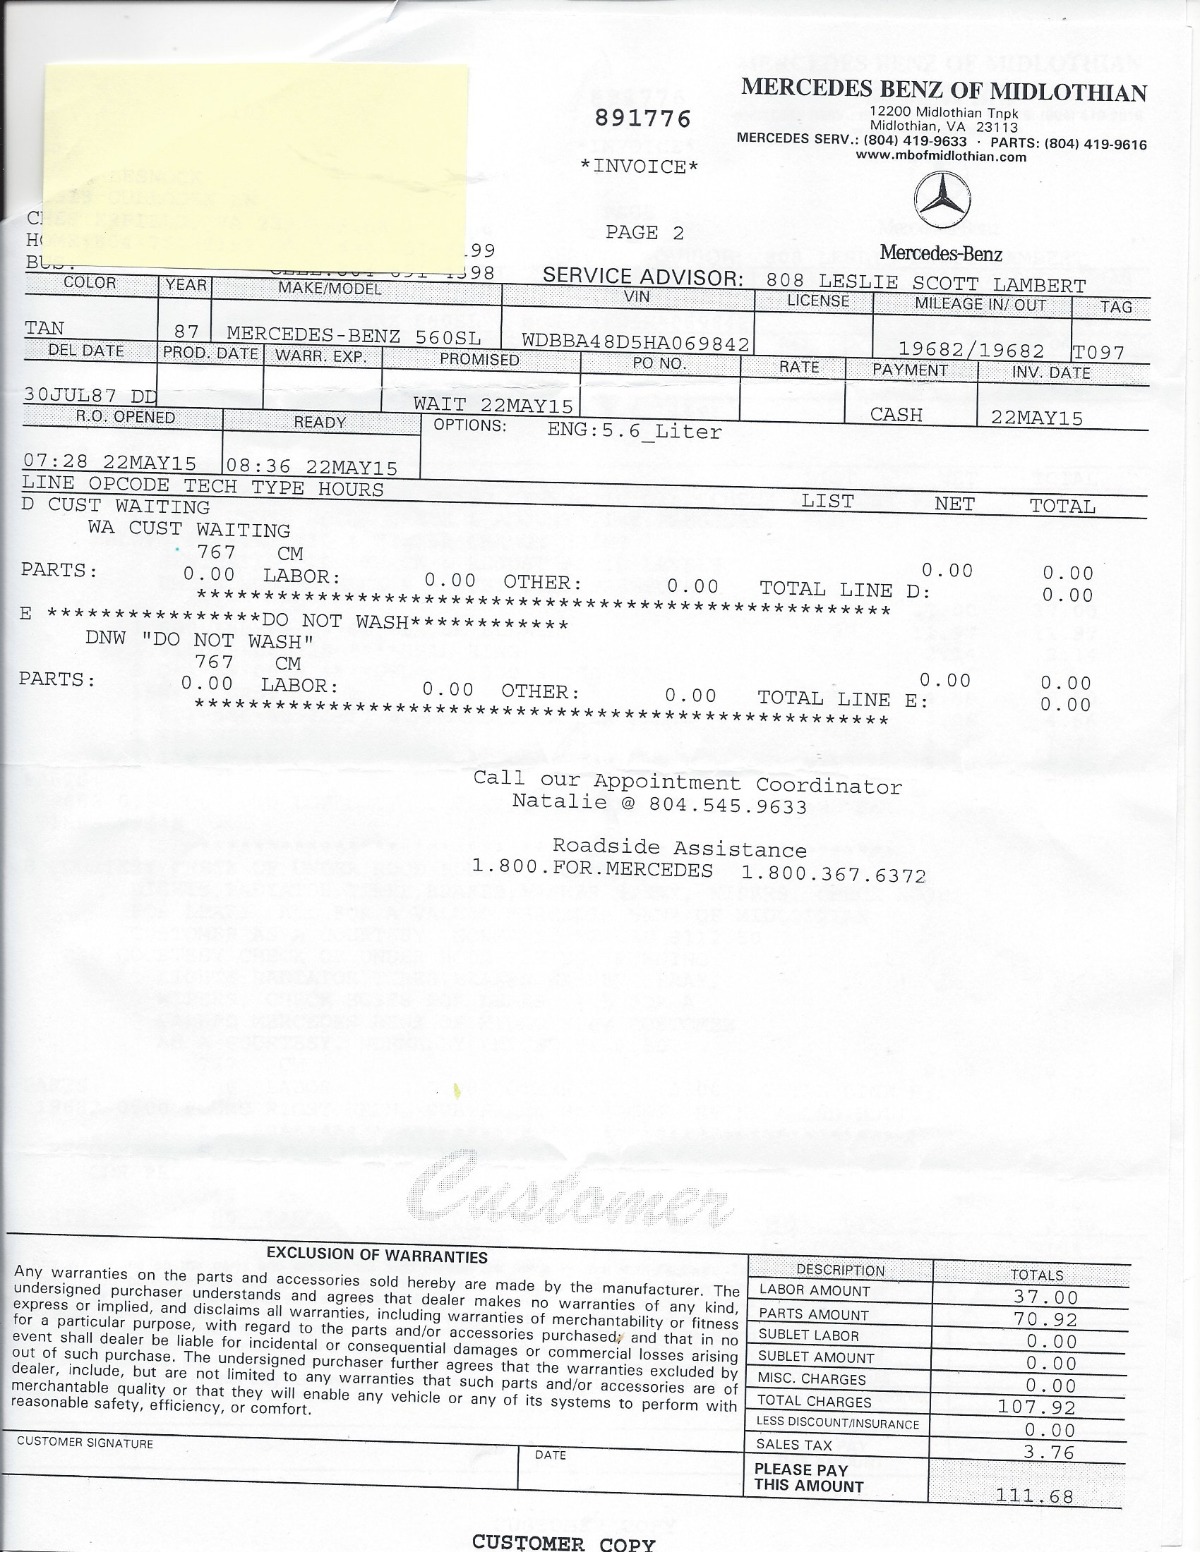 MERCEDES BENZ OF MIDLOTHIAN
12200 Midlothian Tnpk
Midlothian, VA 23113
MERCEDES SERV.: (804) 419-9633 · PARTS: (804) 419-9616
www.mbofmidlothian.com
891776
*INVOICE*
PAGE 2
Mercedes-Benz
199
1398
SERVICE ADVISOR: 808 LESLIE SCOTT LAMBERT
COLOR YEAR MAKE/MODEL VIN LICENSE MILEAGE IN/ OUT TAG
TAN 87 MERCEDES-BENZ 560SL WDBBA48D5HA069842 19682/19682 T097
DEL DATE PROD. DATE WARR. EXP. PROMISED PO NO. RATE PAYMENT INV. DATE
30JUL87 DD WAIT 22MAY15 CASH 22MAY15
R.O. OPENED READY OPTIONS: ENG:5.6_Liter
07:28 22MAY15 08:36 22MAY15
LINE OPCODE TECH TYPE HOURS LIST NET TOTAL
D CUST WAITING
WA CUST WAITING
767 CM 0.00 0.00
PARTS: 0.00 LABOR: 0.00 OTHER: 0.00 TOTAL LINE D: 0.00
****************************************************
E ****************DO NOT WASH************
DNW "DO NOT WASH"
767 CM 0.00 0.00
PARTS: 0.00 LABOR: 0.00 OTHER: 0.00 TOTAL LINE E: 0.00
****************************************************
Call our Appointment Coordinator
Natalie @ 804.545.9633
Roadside Assistance
1.800.FOR.MERCEDES 1.800.367.6372
Customer
EXCLUSION OF WARRANTIES
Any warranties on the parts and accessories sold hereby are made by the manufacturer. The
undersigned purchaser understands and agrees that dealer makes no warranties of any kind,
express or implied, and disclaims all warranties, including warranties of merchantability or fitness
for a particular purpose, with regard to the parts and/or accessories purchased; and that in no
event shall dealer be liable for incidental or consequential damages or commercial losses arising
out of such purchase. The undersigned purchaser further agrees that the warranties excluded by
dealer, include, but are not limited to any warranties that such parts and/or accessories are of
merchantable quality or that they will enable any vehicle or any of its systems to perform with
reasonable safety, efficiency, or comfort.
CUSTOMER SIGNATURE DATE
DESCRIPTION TOTALS
LABOR AMOUNT 37.00
PARTS AMOUNT 70.92
SUBLET LABOR 0.00
SUBLET AMOUNT 0.00
MISC. CHARGES 0.00
TOTAL CHARGES 107.92
LESS DISCOUNT/INSURANCE 0.00
SALES TAX 3.76
PLEASE PAY
THIS AMOUNT 111.68
CUSTOMER COPY